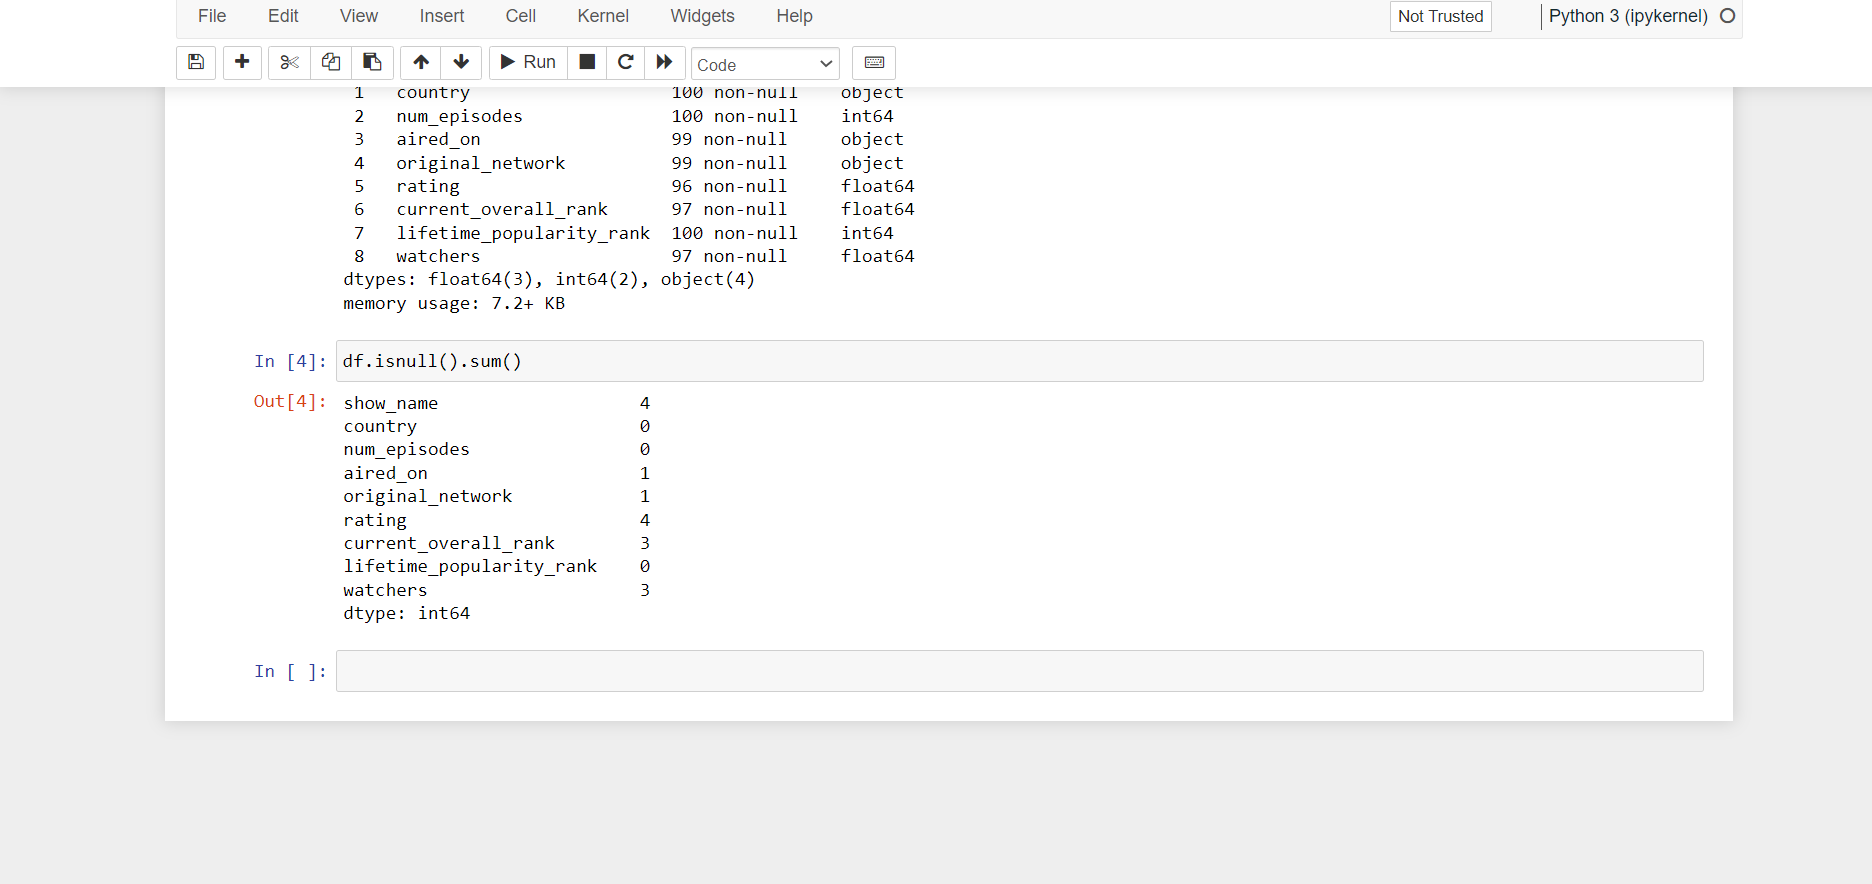 File Edit View Insert Cell Kernel Widgets Help Not Trusted Python 3 (ipykernel)
Run Code
1 country 100 non-null object
2 num_episodes 100 non-null int64
3 aired_on 99 non-null object
4 original_network 99 non-null object
5 rating 96 non-null float64
6 current_overall_rank 97 non-null float64
7 lifetime_popularity_rank 100 non-null int64
8 watchers 97 non-null float64
dtypes: float64(3), int64(2), object(4)
memory usage: 7.2+ KB
In [4]: df.isnull().sum()
Out[4]: show_name 4
country 0
num_episodes 0
aired_on 1
original_network 1
rating 4
current_overall_rank 3
lifetime_popularity_rank 0
watchers 3
dtype: int64
In [ ]: